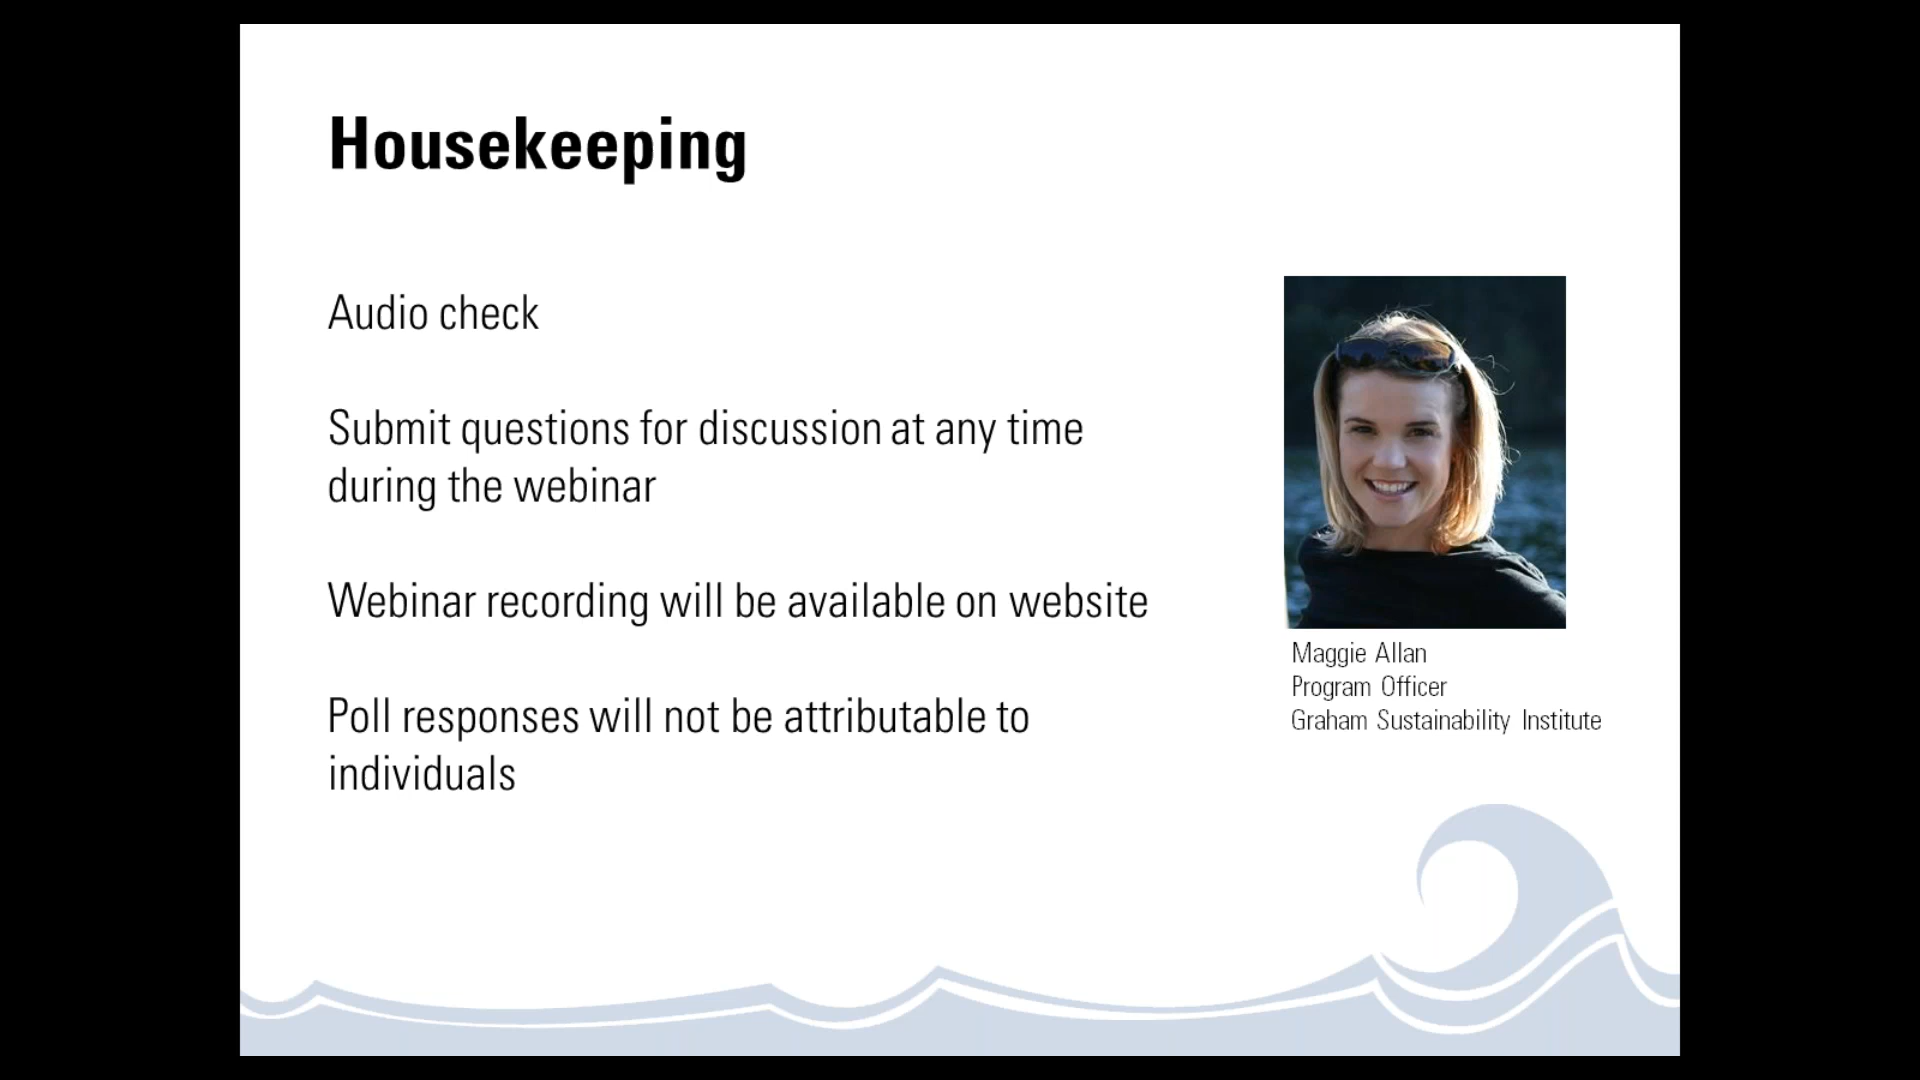 Housekeeping
Audio check
Submit questions for discussion at any time
during the webinar
Webinar recording will be available on website
Poll responses will not be attributable to
individuals
Maggie Allan
Program Officer
Graham Sustainability Institute